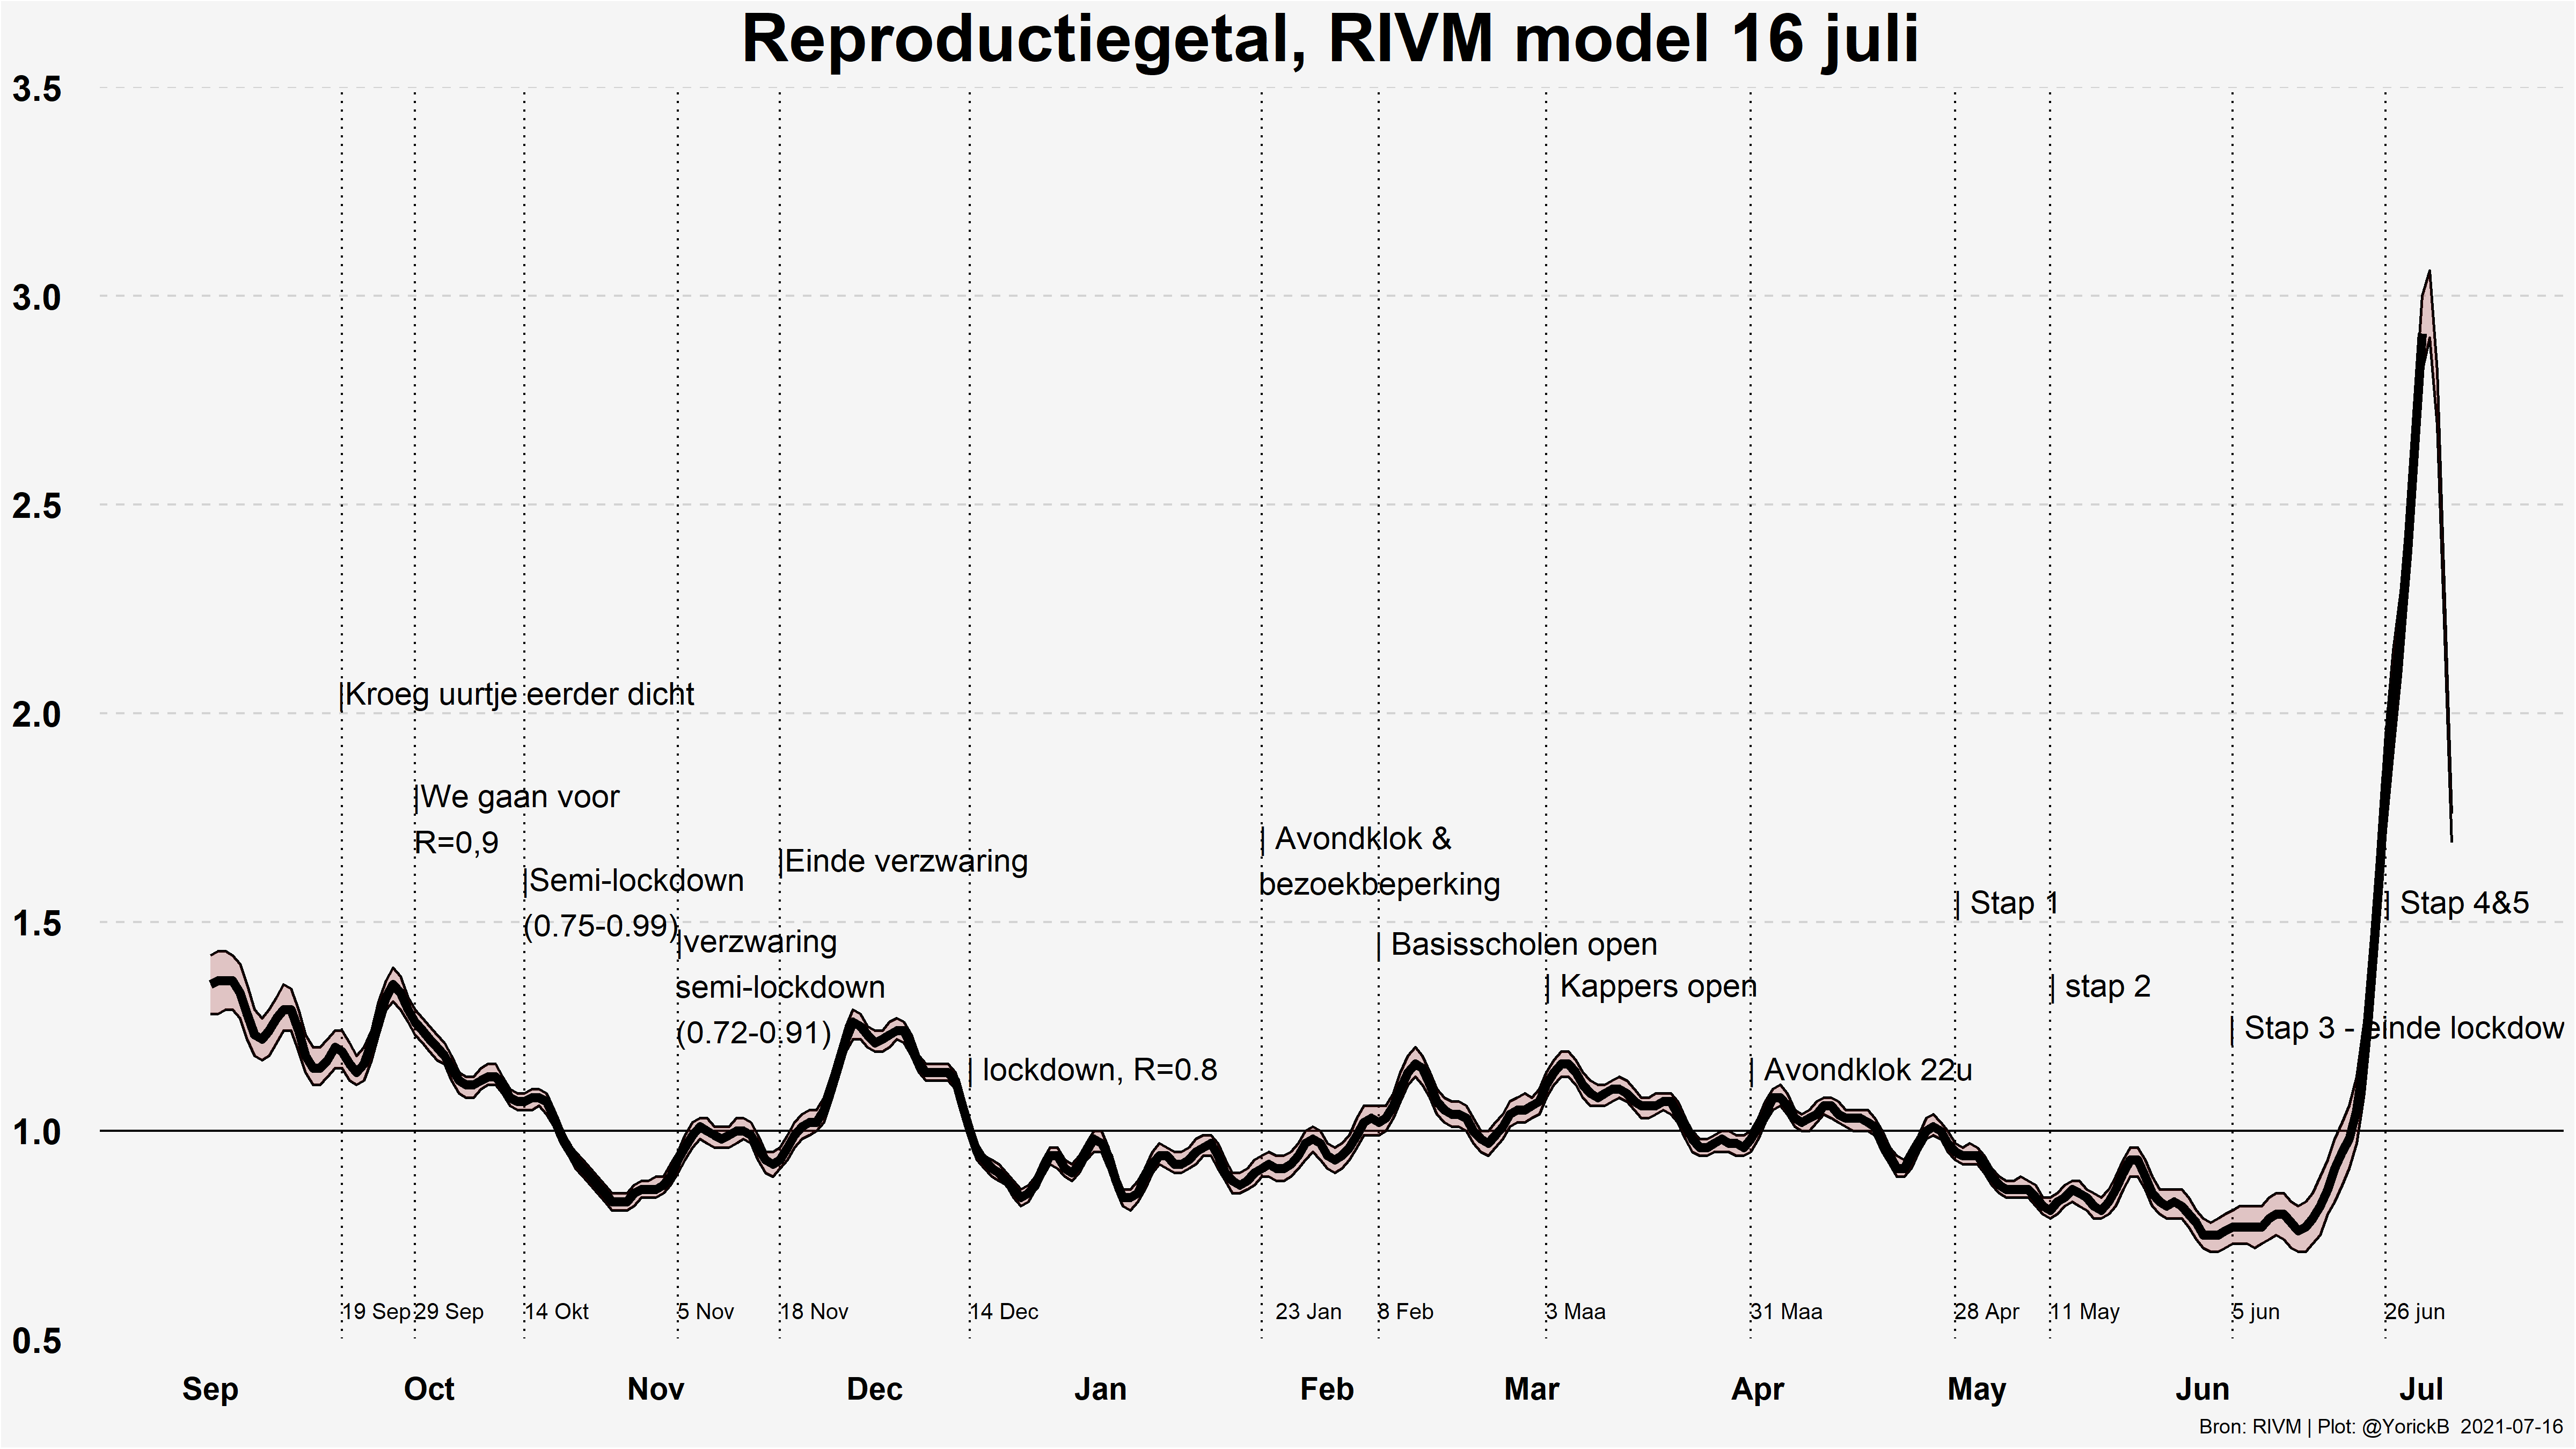 Reproductiegetal, RIVM model 16 juli
3.5
3.0
2.5
2.0
1.5
1.0
0.5
|Kroeg uurtje eerder dicht
|We gaan voor
R=0,9
|Semi-lockdown
(0.75-0.99)
|verzwaring
semi-lockdown
(0.72-0.91)
|Einde verzwaring
| lockdown, R=0.8
| Avondklok &
bezoekbeperking
| Basisscholen open
| Kappers open
| Avondklok 22u
| Stap 1
| stap 2
| Stap 3 - einde lockdow
| Stap 4&5
19 Sep
29 Sep
14 Okt
5 Nov
18 Nov
14 Dec
23 Jan
8 Feb
3 Maa
31 Maa
28 Apr
11 May
5 jun
26 jun
Sep
Oct
Nov
Dec
Jan
Feb
Mar
Apr
May
Jun
Jul
Bron: RIVM | Plot: @YorickB 2021-07-16